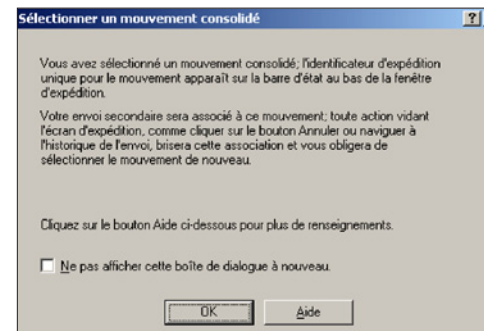 Sélectionner un mouvement consolidé
Vous avez sélectionné un mouvement consolidé; l'identificateur d'expédition
unique pour le mouvement apparaît sur la barre d'état au bas de la fenêtre
d'expédition.
Votre envoi secondaire sera associé à ce mouvement; toute action vidant
l'écran d'expédition, comme cliquer sur le bouton Annuler ou naviguer à
l'historique de l'envoi, brisera cette association et vous obligera de
sélectionner le mouvement de nouveau.
Cliquez sur le bouton Aide ci-dessous pour plus de renseignements.
Ne pas afficher cette boîte de dialogue à nouveau.
OK Aide